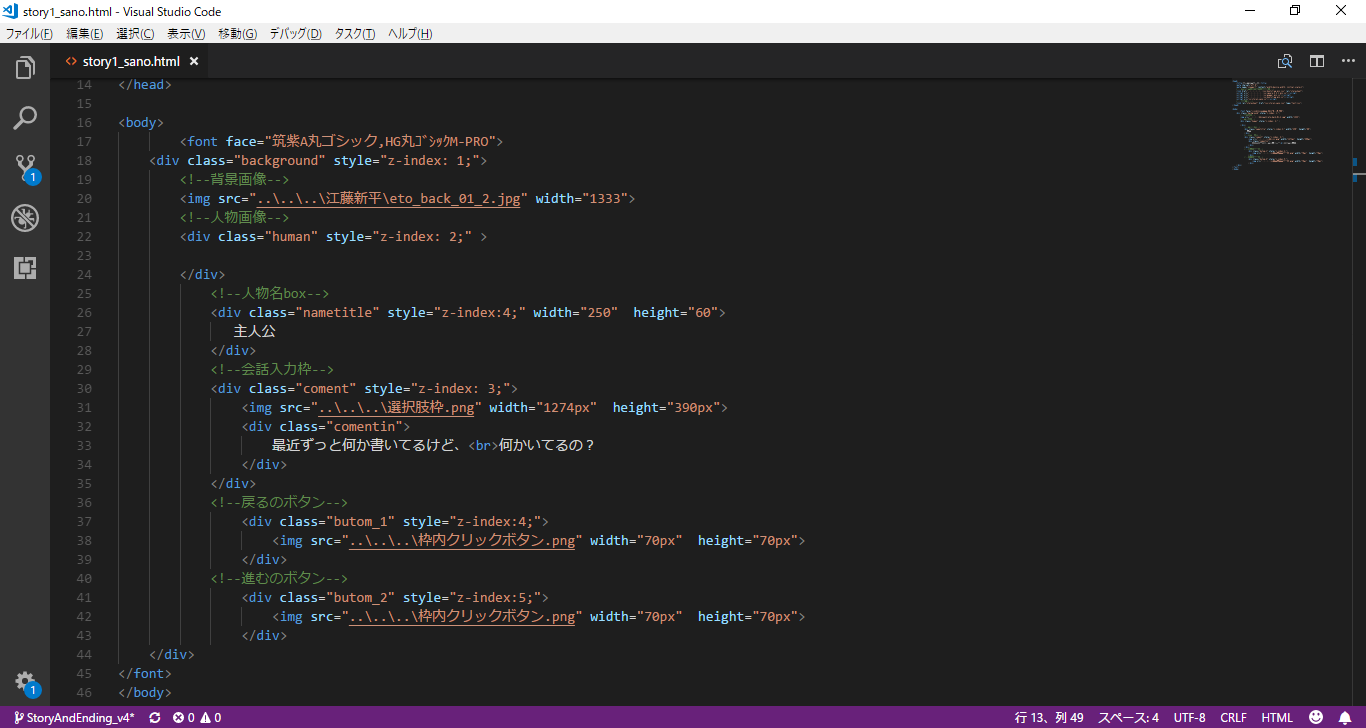 story1_sano.html - Visual Studio Code
ファイル(F) 編集(E) 選択(C) 表示(V) 移動(G) デバッグ(D) タスク(T) ヘルプ(H)
<> story1_sano.html ×
14 </head>
15
16 <body>
17 <font face="筑紫A丸ゴシック,HG丸ｺﾞｼｯｸM-PRO">
18 <div class="background" style="z-index: 1;">
19 <!--背景画像-->
20 <img src="..\..\..\江藤新平\eto_back_01_2.jpg" width="1333">
21 <!--人物画像-->
22 <div class="human" style="z-index: 2;" >
23
24 </div>
25 <!--人物名box-->
26 <div class="nametitle" style="z-index:4;" width="250"  height="60">
27 主人公
28 </div>
29 <!--会話入力枠-->
30 <div class="coment" style="z-index: 3;">
31 <img src="..\..\..\選択肢枠.png" width="1274px"  height="390px">
32 <div class="comentin">
33 最近ずっと何か書いてるけど、<br>何かいてるの？
34 </div>
35 </div>
36 <!--戻るのボタン-->
37 <div class="butom_1" style="z-index:4;">
38 <img src="..\..\..\枠内クリックボタン.png" width="70px"  height="70px">
39 </div>
40 <!--進むのボタン-->
41 <div class="butom_2" style="z-index:5;">
42 <img src="..\..\..\枠内クリックボタン.png" width="70px"  height="70px">
43 </div>
44 </div>
45 </font>
46 </body>
1
1
StoryAndEnding_v4* 0 0 行 13、列 49 スペース: 4 UTF-8 CRLF HTML